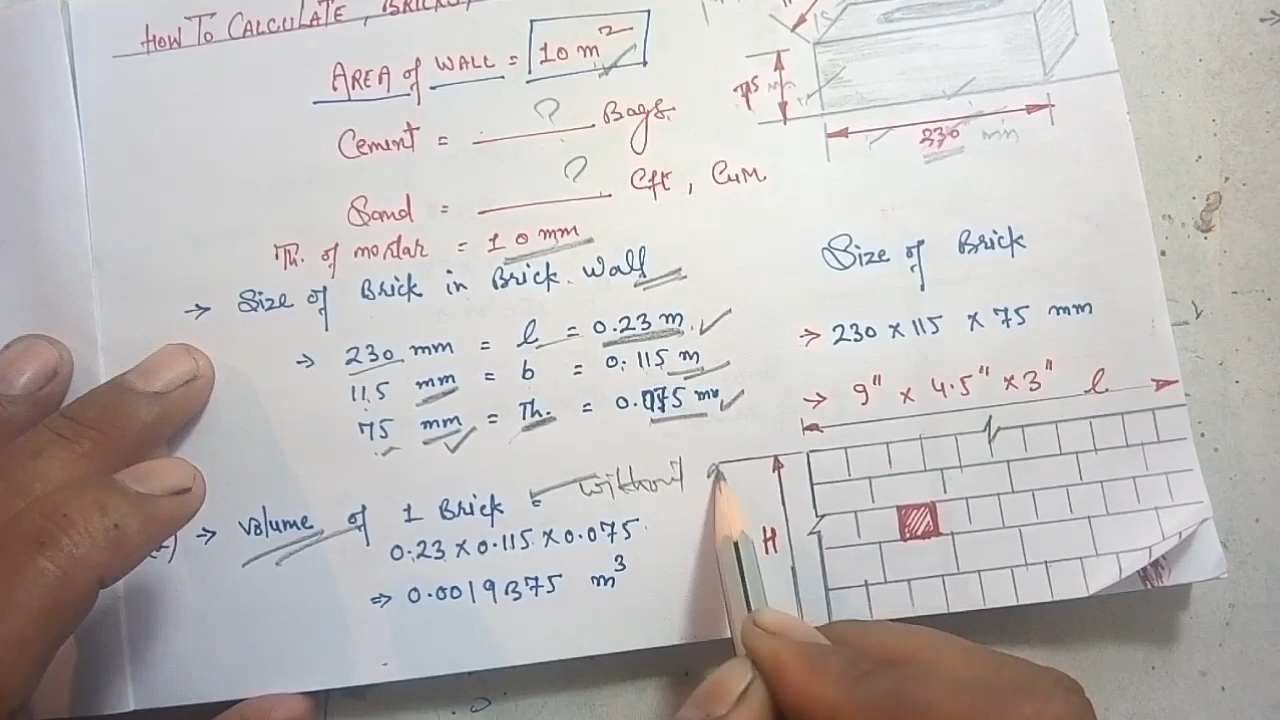 HOW TO CALCULATE, BRICKS,
AREA of WALL = 10 m²
Cement = ? Bags.
Sand = ? Cft, CuM
Th. of mortar = 10 mm
→ Size of Brick in Brick wall
→ 230 mm = l = 0.23 m
115 mm = b = 0.115 m
75 mm = Th. = 0.075 m
→ volume of 1 Brick = without
0.23 x 0.115 x 0.075
⇒ 0.0019837​5 m³
75 mm
230 mm
Size of Brick
→ 230 x 115 x 75 mm
→ 9" x 4.5" x 3" l
H